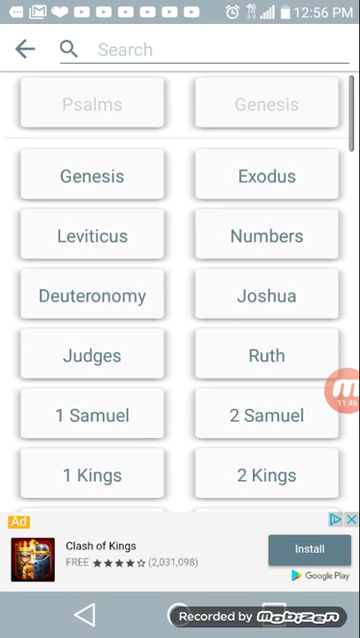 12:56 PM
Search
Psalms Genesis
Genesis Exodus
Leviticus Numbers
Deuteronomy Joshua
Judges Ruth
11:46
1 Samuel 2 Samuel
1 Kings 2 Kings
Ad
Clash of Kings
FREE (2,031,098)
Install
Google Play
Recorded by MOBIZEN